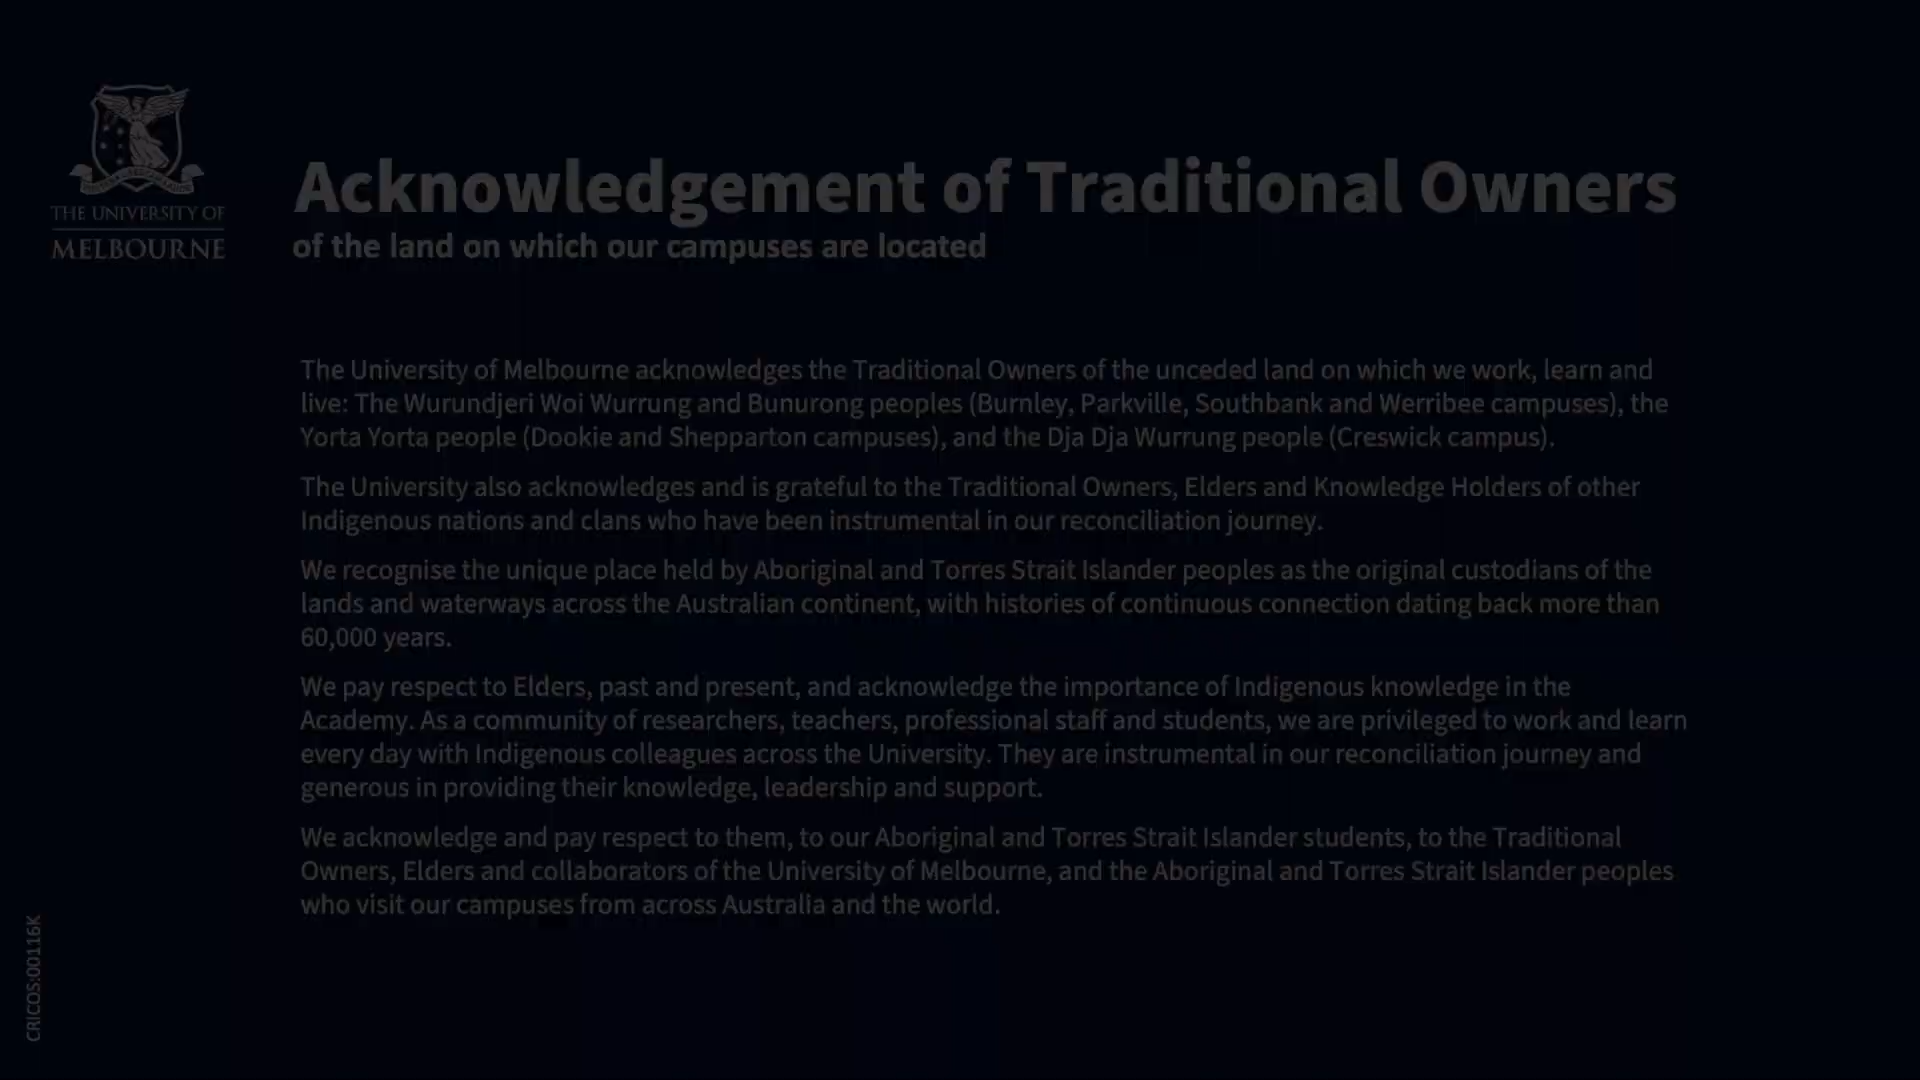 THE UNIVERSITY OF
MELBOURNE
Acknowledgement of Traditional Owners
of the land on which our campuses are located
The University of Melbourne acknowledges the Traditional Owners of the unceded land on which we work, learn and
live: The Wurundjeri Woi Wurrung and Bunurong peoples (Burnley, Parkville, Southbank and Werribee campuses), the
Yorta Yorta people (Dookie and Shepparton campuses), and the Dja Dja Wurrung people (Creswick campus).
The University also acknowledges and is grateful to the Traditional Owners, Elders and Knowledge Holders of other
Indigenous nations and clans who have been instrumental in our reconciliation journey.
We recognise the unique place held by Aboriginal and Torres Strait Islander peoples as the original custodians of the
lands and waterways across the Australian continent, with histories of continuous connection dating back more than
60,000 years.
We pay respect to Elders, past and present, and acknowledge the importance of Indigenous knowledge in the
Academy. As a community of researchers, teachers, professional staff and students, we are privileged to work and learn
every day with Indigenous colleagues across the University. They are instrumental in our reconciliation journey and
generous in providing their knowledge, leadership and support.
We acknowledge and pay respect to them, to our Aboriginal and Torres Strait Islander students, to the Traditional
Owners, Elders and collaborators of the University of Melbourne, and the Aboriginal and Torres Strait Islander peoples
who visit our campuses from across Australia and the world.
CRICOS:00116K